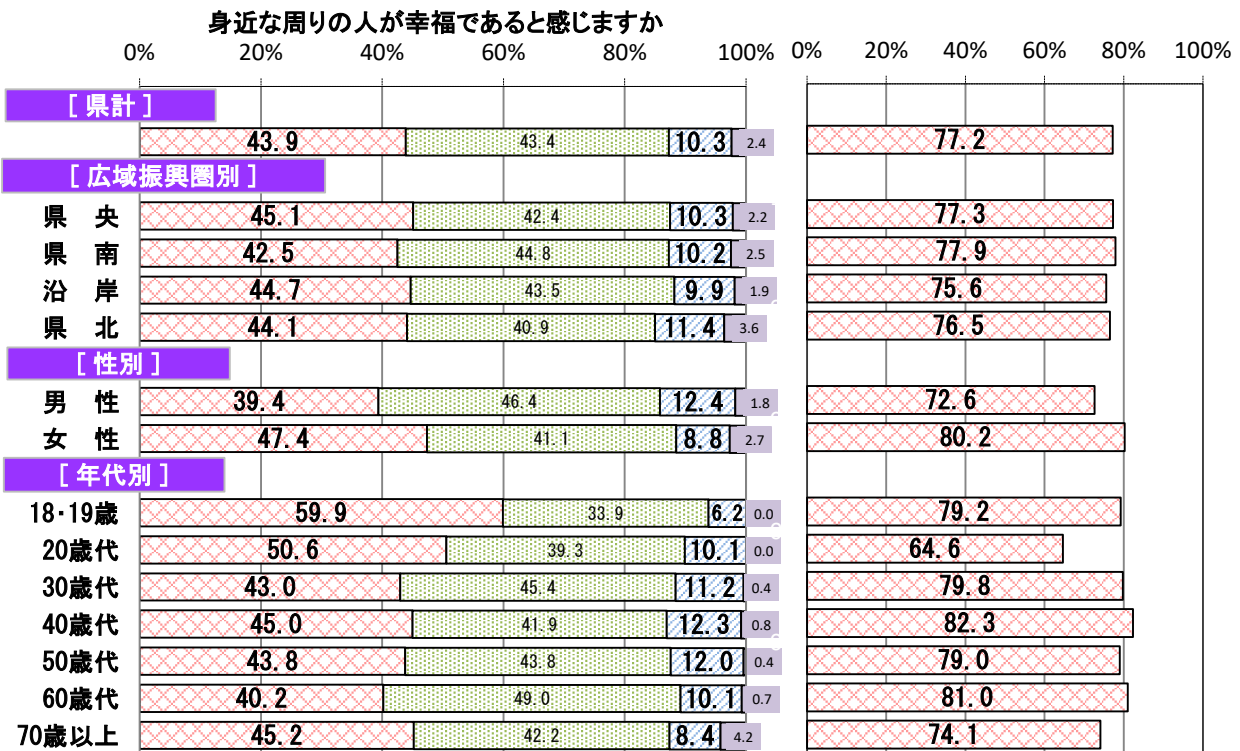 身近な周りの人が幸福であると感じますか
0% 20% 40% 60% 80% 100% 0% 20% 40% 60% 80% 100%
[ 県計 ]
43.9 43.4 10.3 2.4 77.2
[ 広域振興圏別 ]
県 央 45.1 42.4 10.3 2.2 77.3
県 南 42.5 44.8 10.2 2.5 77.9
沿 岸 44.7 43.5 9.9 1.9 75.6
県 北 44.1 40.9 11.4 3.6 76.5
[ 性別 ]
男 性 39.4 46.4 12.4 1.8 72.6
女 性 47.4 41.1 8.8 2.7 80.2
[ 年代別 ]
18・19歳 59.9 33.9 6.2 0.0 79.2
20歳代 50.6 39.3 10.1 0.0 64.6
30歳代 43.0 45.4 11.2 0.4 79.8
40歳代 45.0 41.9 12.3 0.8 82.3
50歳代 43.8 43.8 12.0 0.4 79.0
60歳代 40.2 49.0 10.1 0.7 81.0
70歳以上 45.2 42.2 8.4 4.2 74.1